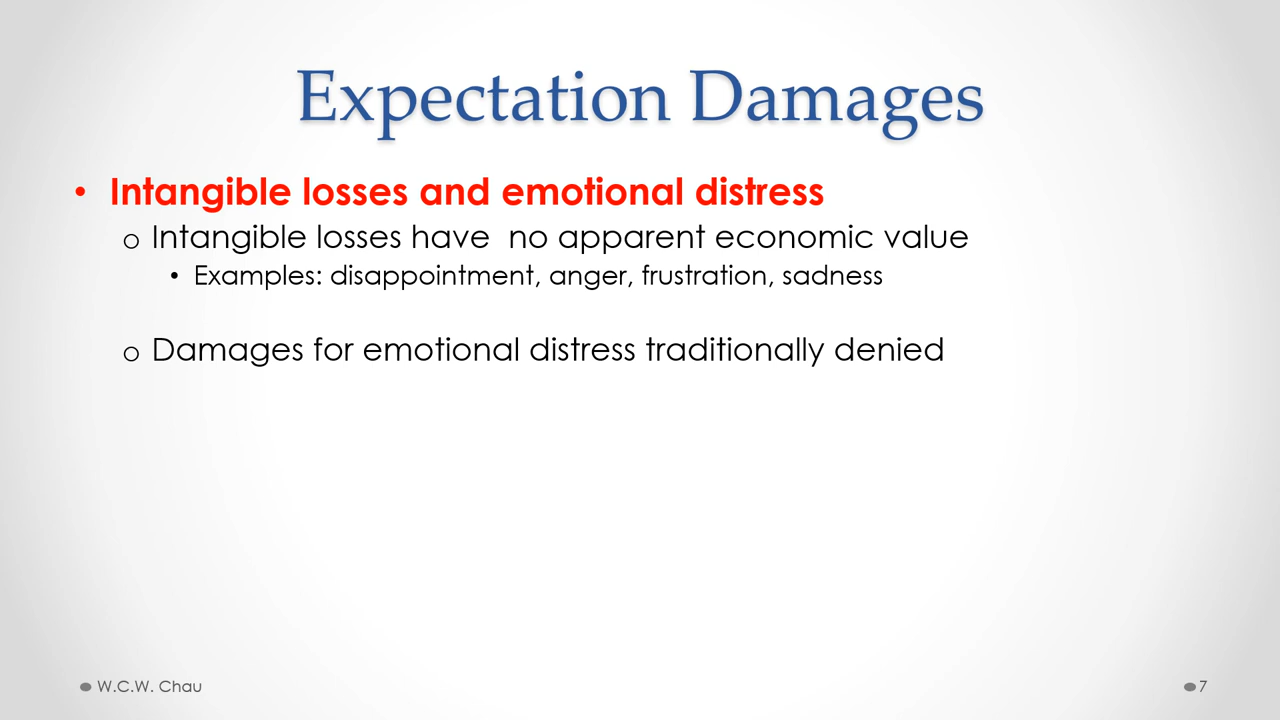 Expectation Damages
• Intangible losses and emotional distress
o Intangible losses have  no apparent economic value
• Examples: disappointment, anger, frustration, sadness
o Damages for emotional distress traditionally denied
W.C.W. Chau
7